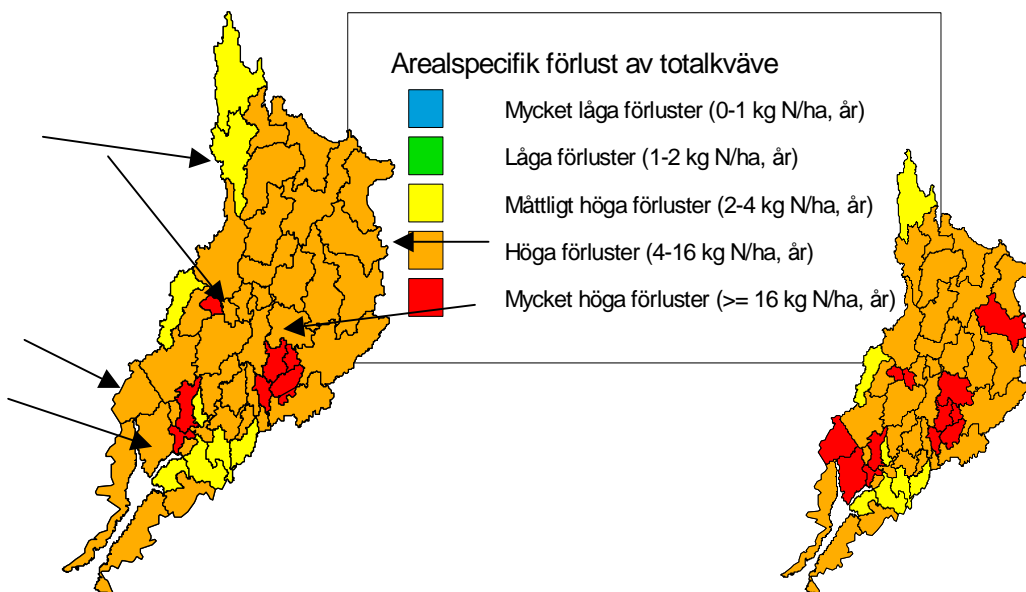 Arealspecifik förlust av totalkväve
Mycket låga förluster (0-1 kg N/ha, år)
Låga förluster (1-2 kg N/ha, år)
Måttligt höga förluster (2-4 kg N/ha, år)
Höga förluster (4-16 kg N/ha, år)
Mycket höga förluster (>= 16 kg N/ha, år)